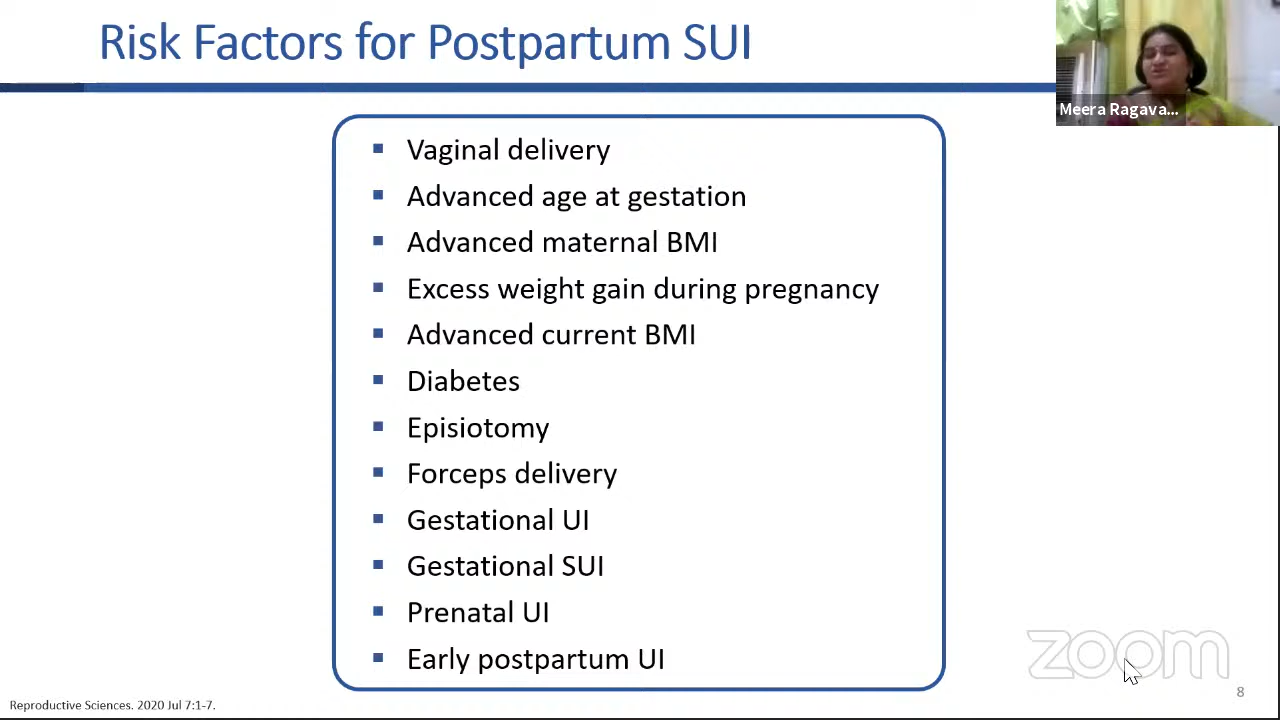 Risk Factors for Postpartum SUI
Meera Ragava...
Vaginal delivery
Advanced age at gestation
Advanced maternal BMI
Excess weight gain during pregnancy
Advanced current BMI
Diabetes
Episiotomy
Forceps delivery
Gestational UI
Gestational SUI
Prenatal UI
Early postpartum UI
zoom
8
Reproductive Sciences. 2020 Jul 7:1-7.